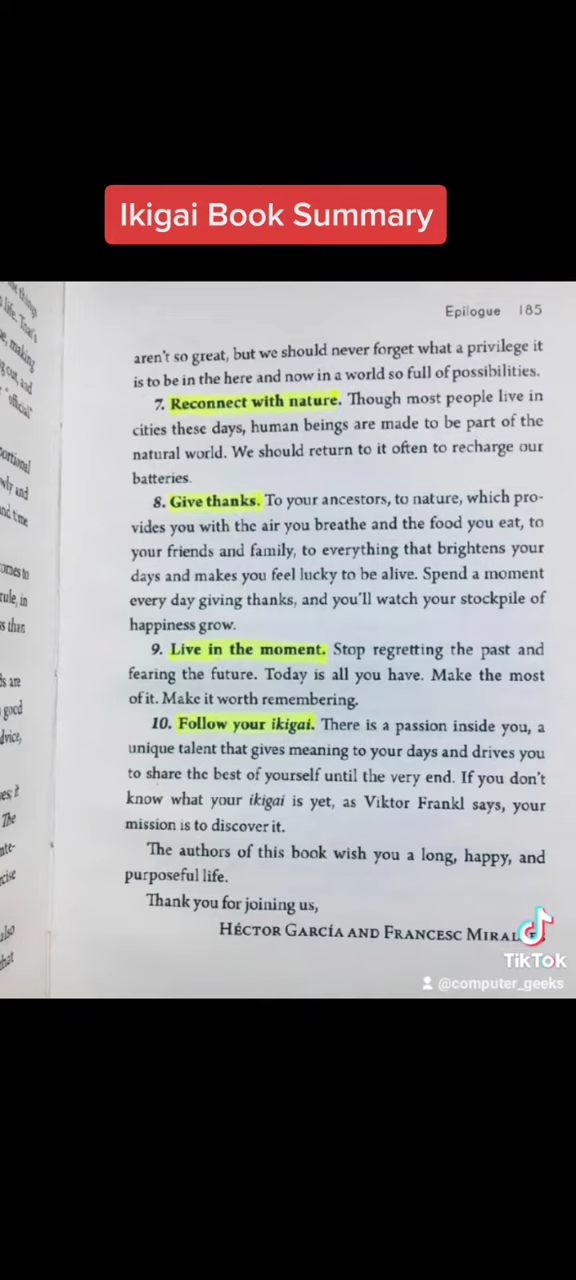 Ikigai Book Summary
Epilogue 185
aren't so great, but we should never forget what a privilege it
is to be in the here and now in a world so full of possibilities.
7. Reconnect with nature. Though most people live in
cities these days, human beings are made to be part of the
natural world. We should return to it often to recharge our
batteries.
8. Give thanks. To your ancestors, to nature, which pro-
vides you with the air you breathe and the food you eat, to
your friends and family, to everything that brightens your
days and makes you feel lucky to be alive. Spend a moment
every day giving thanks, and you'll watch your stockpile of
happiness grow.
9. Live in the moment. Stop regretting the past and
fearing the future. Today is all you have. Make the most
of it. Make it worth remembering.
10. Follow your ikigai. There is a passion inside you, a
unique talent that gives meaning to your days and drives you
to share the best of yourself until the very end. If you don't
know what your ikigai is yet, as Viktor Frankl says, your
mission is to discover it.
The authors of this book wish you a long, happy, and
purposeful life.
Thank you for joining us,
HÉCTOR GARCÍA AND FRANCESC
TikTok
@computer_geeks